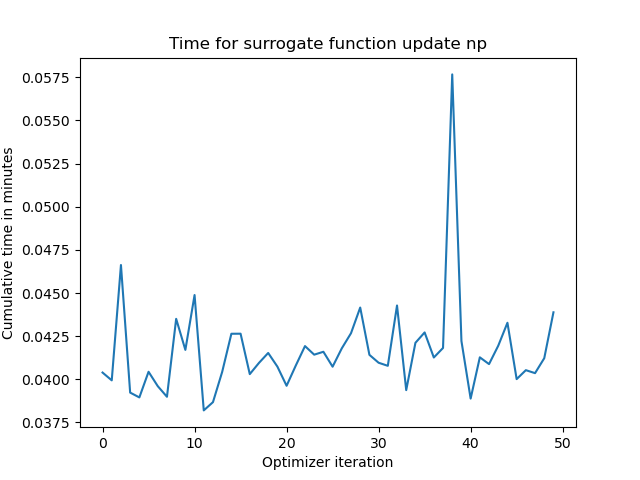 Time for surrogate function update np
Cumulative time in minutes
0.0575
0.0550
0.0525
0.0500
0.0475
0.0450
0.0425
0.0400
0.0375
0 10 20 30 40 50
Optimizer iteration